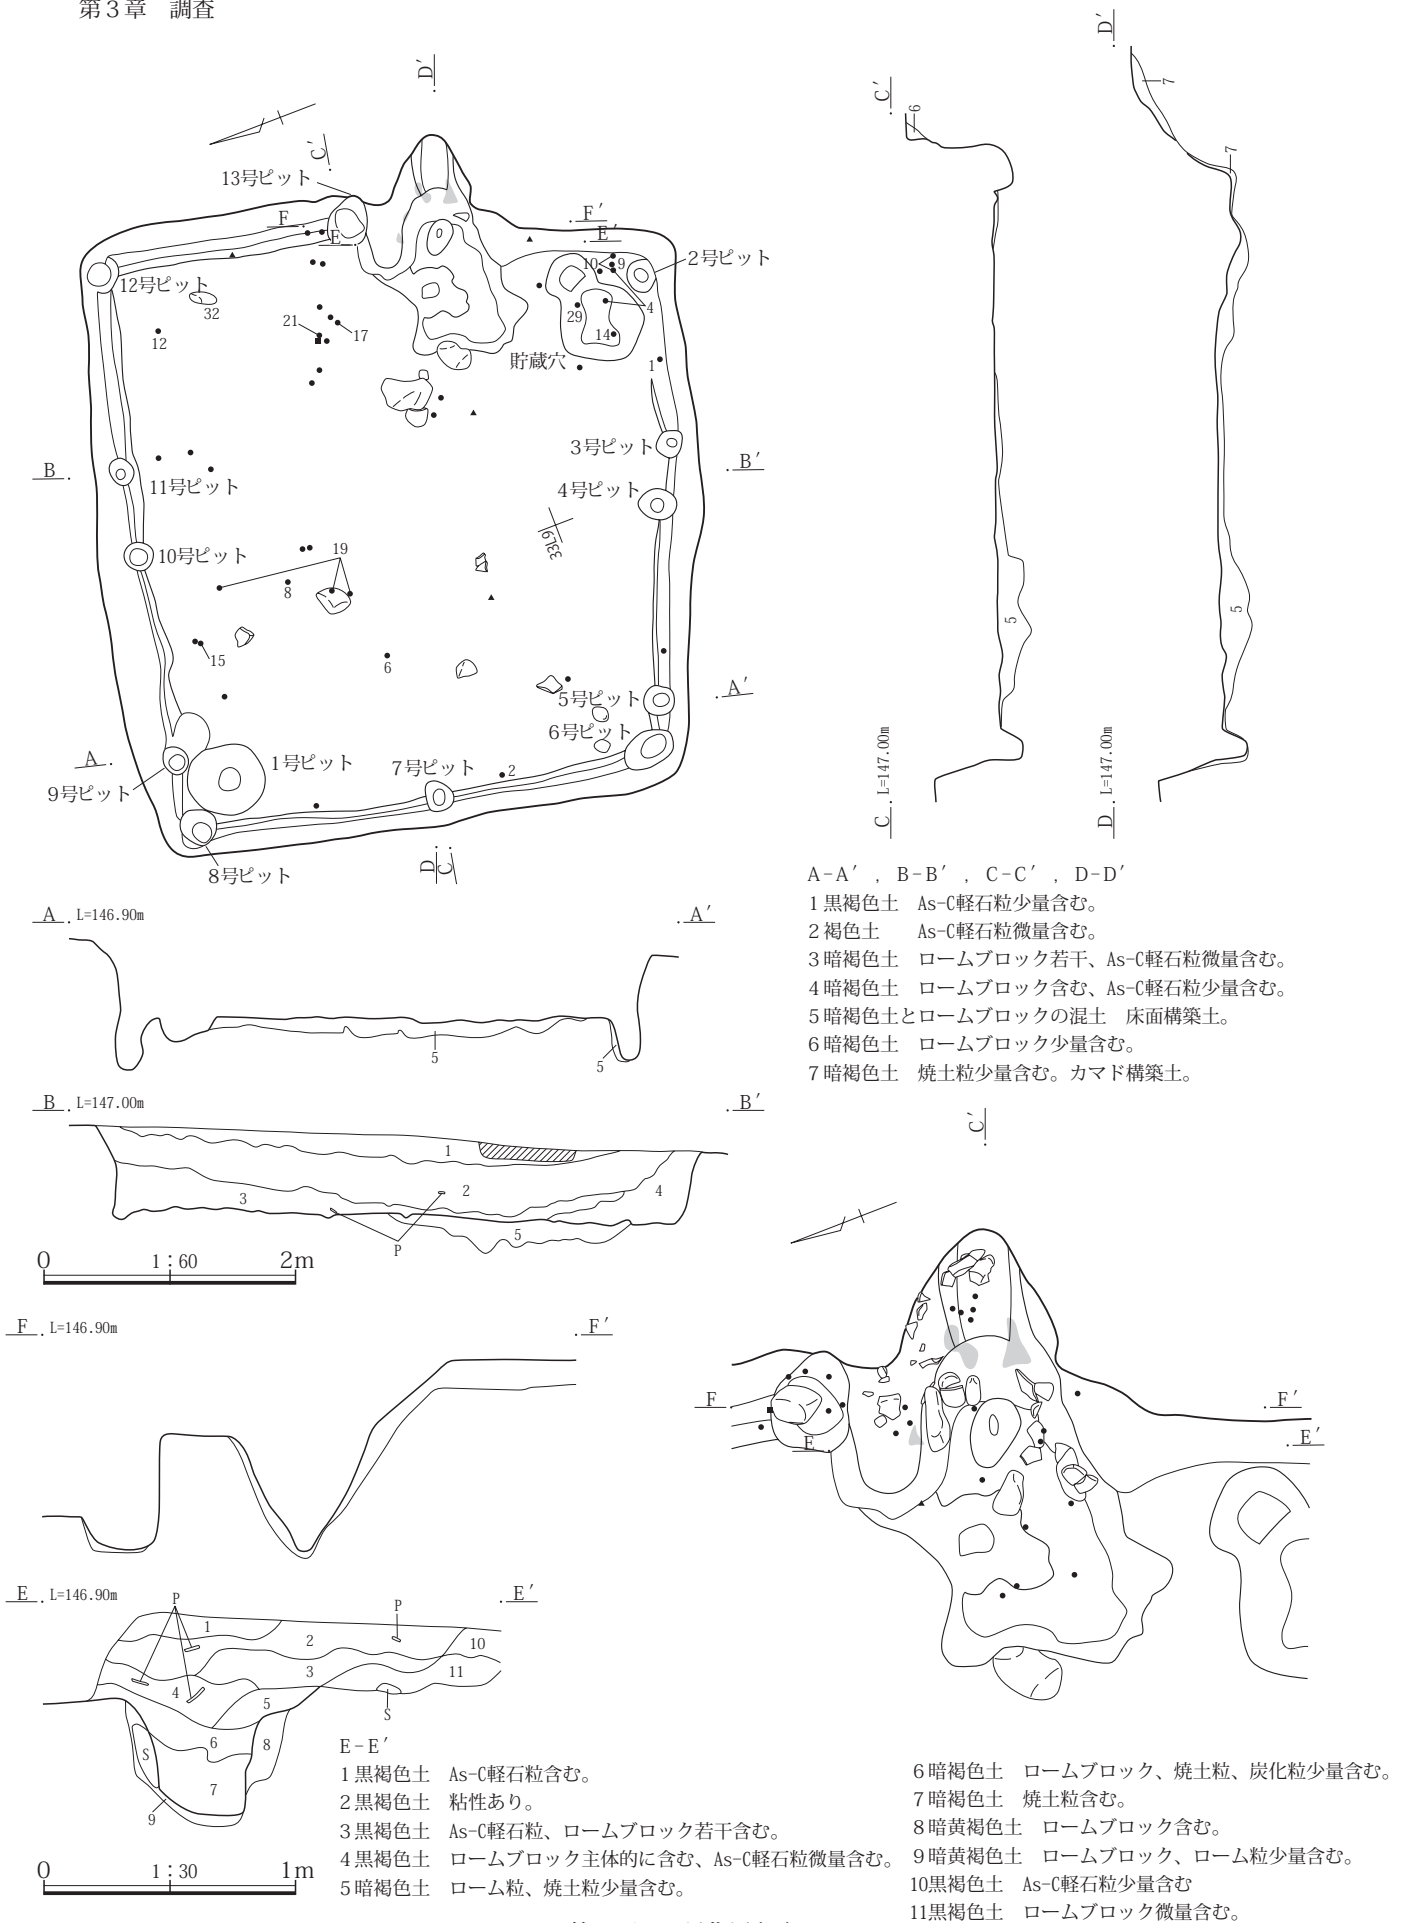 第３章　調査
D′
C′
13号ピット
F
F′
E
E′
10
9
２号ピット
12号ピット
32
4
21
17
29
14
12
貯蔵穴
1
３号ピット
B
B′
11号ピット
４号ピット
33L9
10号ピット
19
8
15
6
５号ピット
A′
６号ピット
A
１号ピット
７号ピット
2
９号ピット
８号ピット
D
C
C′
6
D′
7
7
5
5
C L=147.00m
D L=147.00m
A-A′, B-B′, C-C′, D-D′
１黒褐色土　As-C軽石粒少量含む。
２褐色土　　As-C軽石粒微量含む。
３暗褐色土　ロームブロック若干、As-C軽石粒微量含む。
４暗褐色土　ロームブロック含む、As-C軽石粒少量含む。
５暗褐色土とロームブロックの混土　床面構築土。
６暗褐色土　ロームブロック少量含む。
７暗褐色土　焼土粒少量含む。カマド構築土。
A L=146.90m
A′
5
5
B L=147.00m
B′
1
2
3
4
P
5
0 1：60 2m
F L=146.90m
F′
E L=146.90m
E′
P
P
1
2
10
3
11
4
5
S
6
8
S
7
9
0 1：30 1m
C′
F
F′
E
E′
E-E′
１黒褐色土　As-C軽石粒含む。
２黒褐色土　粘性あり。
３黒褐色土　As-C軽石粒、ロームブロック若干含む。
４黒褐色土　ロームブロック主体的に含む、As-C軽石粒微量含む。
５暗褐色土　ローム粒、焼土粒少量含む。
６暗褐色土　ロームブロック、焼土粒、炭化粒少量含む。
７暗褐色土　焼土粒含む。
８暗黄褐色土　ロームブロック含む。
９暗黄褐色土　ロームブロック、ローム粒少量含む。
10黒褐色土　As-C軽石粒少量含む
11黒褐色土　ロームブロック微量含む。